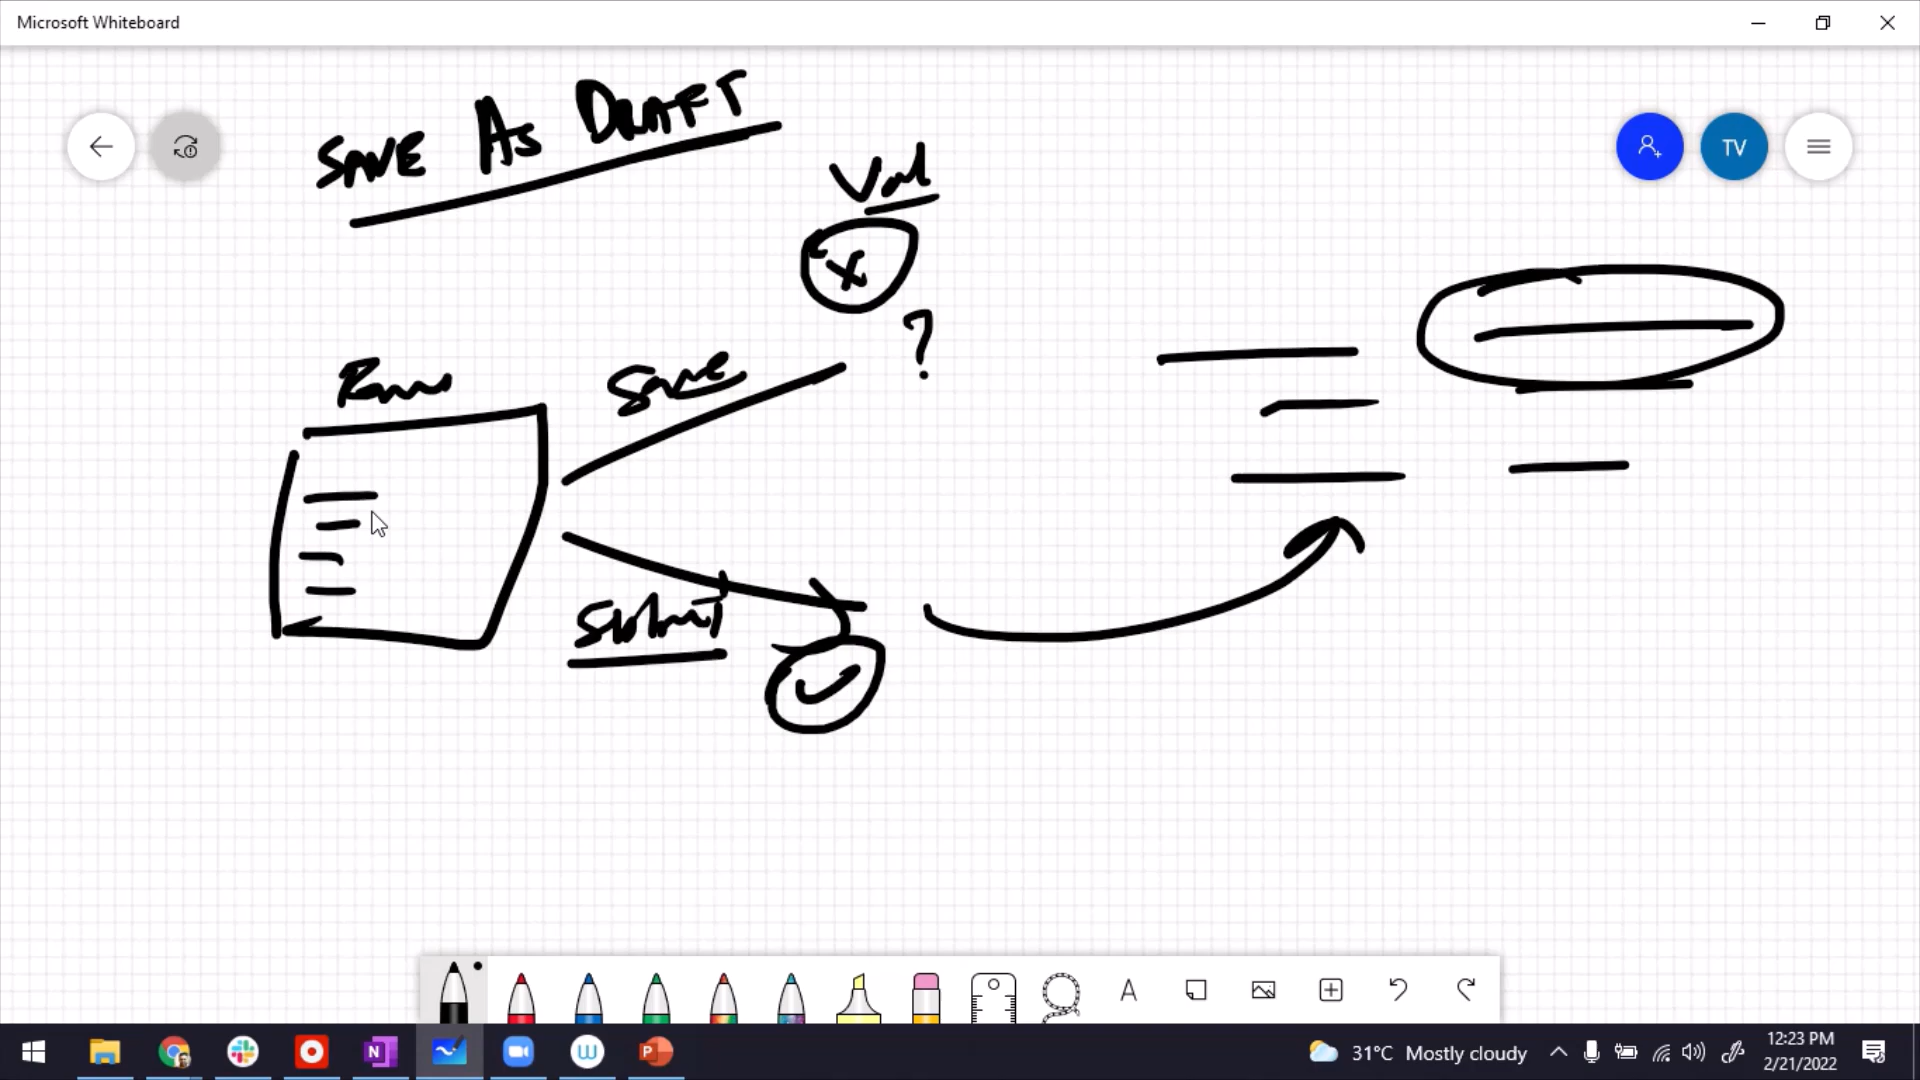 Microsoft Whiteboard
SAVE AS DRAFT
TV
Val
x
?
Save
Submit
A
N
W
P
31°C Mostly cloudy
12:23 PM
2/21/2022